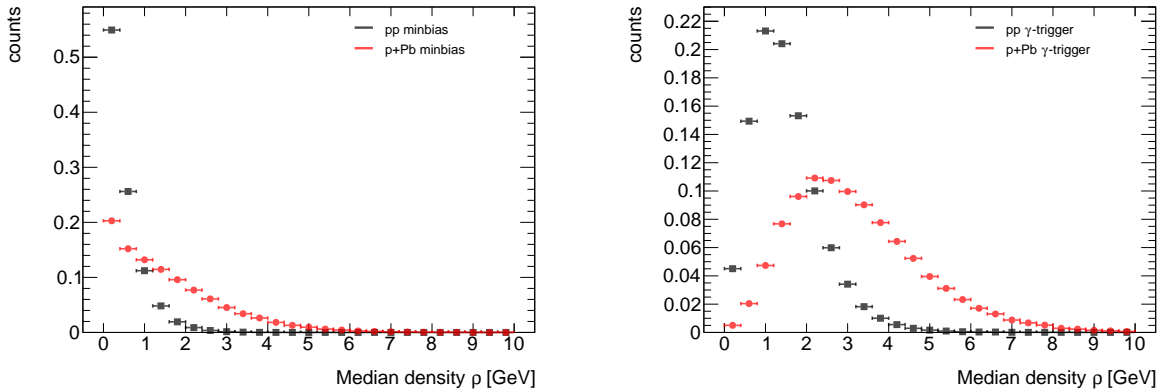 counts
pp minbias
p+Pb minbias
0.5
0.4
0.3
0.2
0.1
0
0 1 2 3 4 5 6 7 8 9 10
Median density ρ [GeV]
counts
pp γ-trigger
p+Pb γ-trigger
0.22
0.2
0.18
0.16
0.14
0.12
0.1
0.08
0.06
0.04
0.02
0
0 1 2 3 4 5 6 7 8 9 10
Median density ρ [GeV]